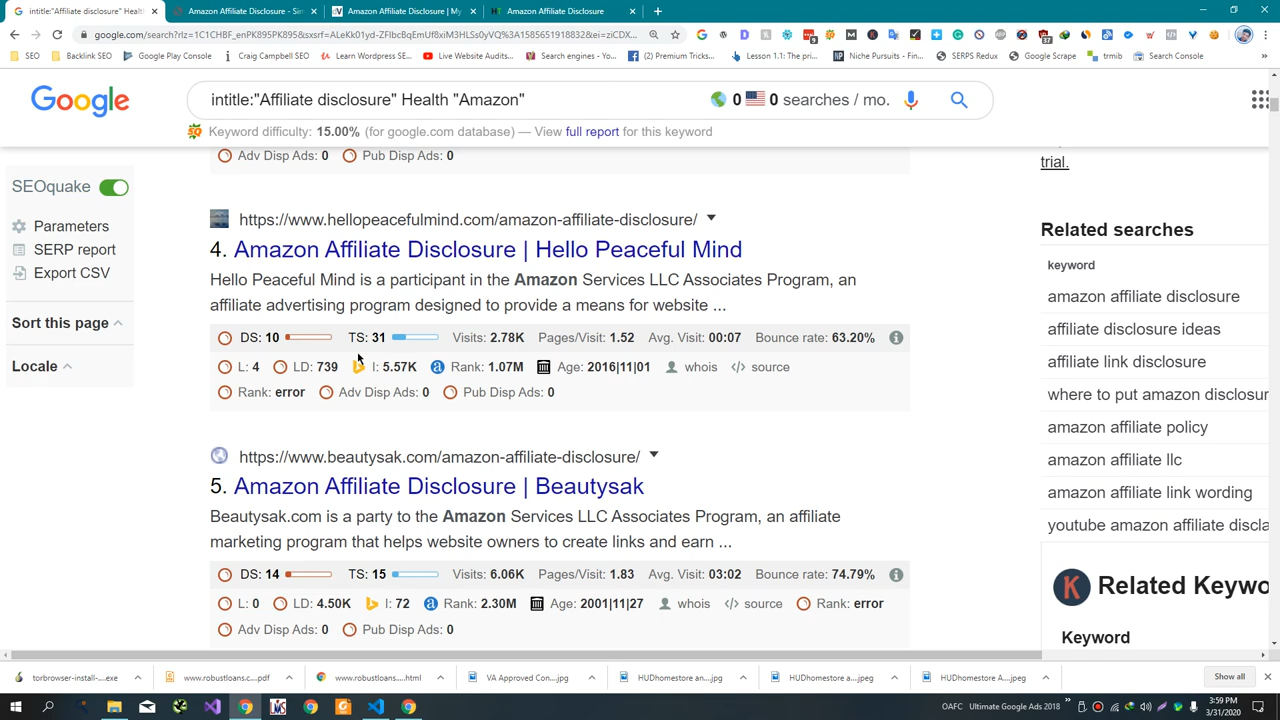 intitle:"Affiliate disclosure" Heal
Amazon Affiliate Disclosure - Sim
Amazon Affiliate Disclosure | My
Amazon Affiliate Disclosure
google.com/search?rlz=1C1CHBF_enPK895PK895&sxsrf=
SEO
Backlink SEO
Google Play Console
Craig Campbell SEO
Learn WordPress SE...
Live Website Audits...
Search engines - Yo...
(2) Premium Tricks...
Lesson 1.1: The pri...
Niche Pursuits - Fin...
SERPS Redux
Google Scrape
trmib
Search Console
Google
intitle:"Affiliate disclosure" Health "Amazon"
0 0 searches / mo.
Keyword difficulty: 15.00% (for google.com database) — View full report for this keyword
Adv Disp Ads: 0 Pub Disp Ads: 0
trial.
SEOquake
Parameters
SERP report
Export CSV
Sort this page
Locale
https://www.hellopeacefulmind.com/amazon-affiliate-disclosure/
4. Amazon Affiliate Disclosure | Hello Peaceful Mind
Hello Peaceful Mind is a participant in the Amazon Services LLC Associates Program, an
affiliate advertising program designed to provide a means for website ...
DS: 10 TS: 31 Visits: 2.78K Pages/Visit: 1.52 Avg. Visit: 00:07 Bounce rate: 63.20%
L: 4 LD: 739 I: 5.57K Rank: 1.07M Age: 2016|11|01 whois source
Rank: error Adv Disp Ads: 0 Pub Disp Ads: 0
https://www.beautysak.com/amazon-affiliate-disclosure/
5. Amazon Affiliate Disclosure | Beautysak
Beautysak.com is a party to the Amazon Services LLC Associates Program, an affiliate
marketing program that helps website owners to create links and earn ...
DS: 14 TS: 15 Visits: 6.06K Pages/Visit: 1.83 Avg. Visit: 03:02 Bounce rate: 74.79%
L: 0 LD: 4.50K I: 72 Rank: 2.30M Age: 2001|11|27 whois source Rank: error
Adv Disp Ads: 0 Pub Disp Ads: 0
Related searches
keyword
amazon affiliate disclosure
affiliate disclosure ideas
affiliate link disclosure
where to put amazon disclosur
amazon affiliate policy
amazon affiliate llc
amazon affiliate link wording
youtube amazon affiliate discla
Related Keywo
Keyword
torbrowser-install-....exe
www.robustloans.c....pdf
www.robustloans....html
VA Approved Con....jpg
HUDhomestore an....jpg
HUDhomestore a....jpeg
HUDhomestore A....jpeg
Show all
OAFC Ultimate Google Ads 2018
3:59 PM
3/31/2020